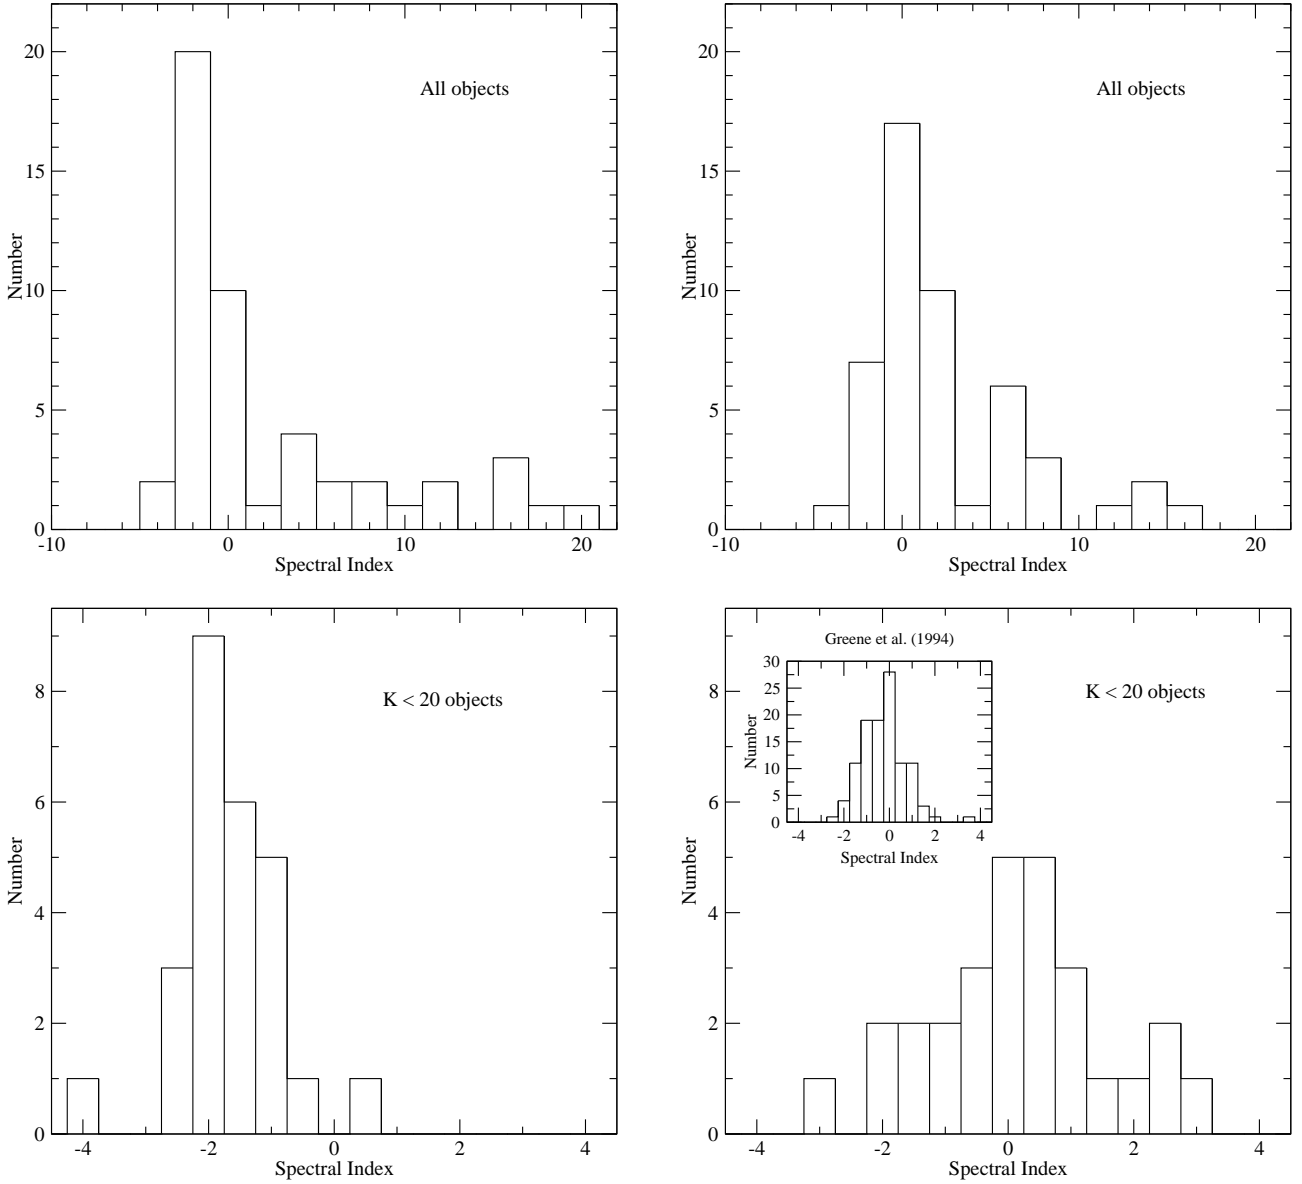 20
15
10
5
0
Number
All objects
-10 0 10 20
Spectral Index
20
15
10
5
0
Number
All objects
-10 0 10 20
Spectral Index
8
6
4
2
0
Number
K < 20 objects
-4 -2 0 2 4
Spectral Index
8
6
4
2
0
Number
K < 20 objects
-4 -2 0 2 4
Spectral Index
Greene et al. (1994)
30
25
20
15
10
5
0
Number
-4 -2 0 2 4
Spectral Index